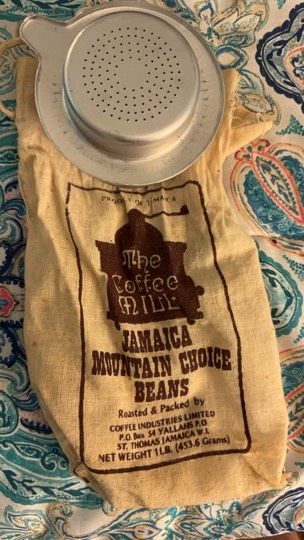 PRODUCT OF JAMAICA
The
Coffee
MILL
JAMAICA
MOUNTAIN CHOICE
BEANS
Roasted & Packed by
COFFEE INDUSTRIES LIMITED
P.O. Box 54 YALLAHS P.O.
ST. THOMAS JAMAICA W.I.
NET WEIGHT 1 LB. (453.6 Grams)